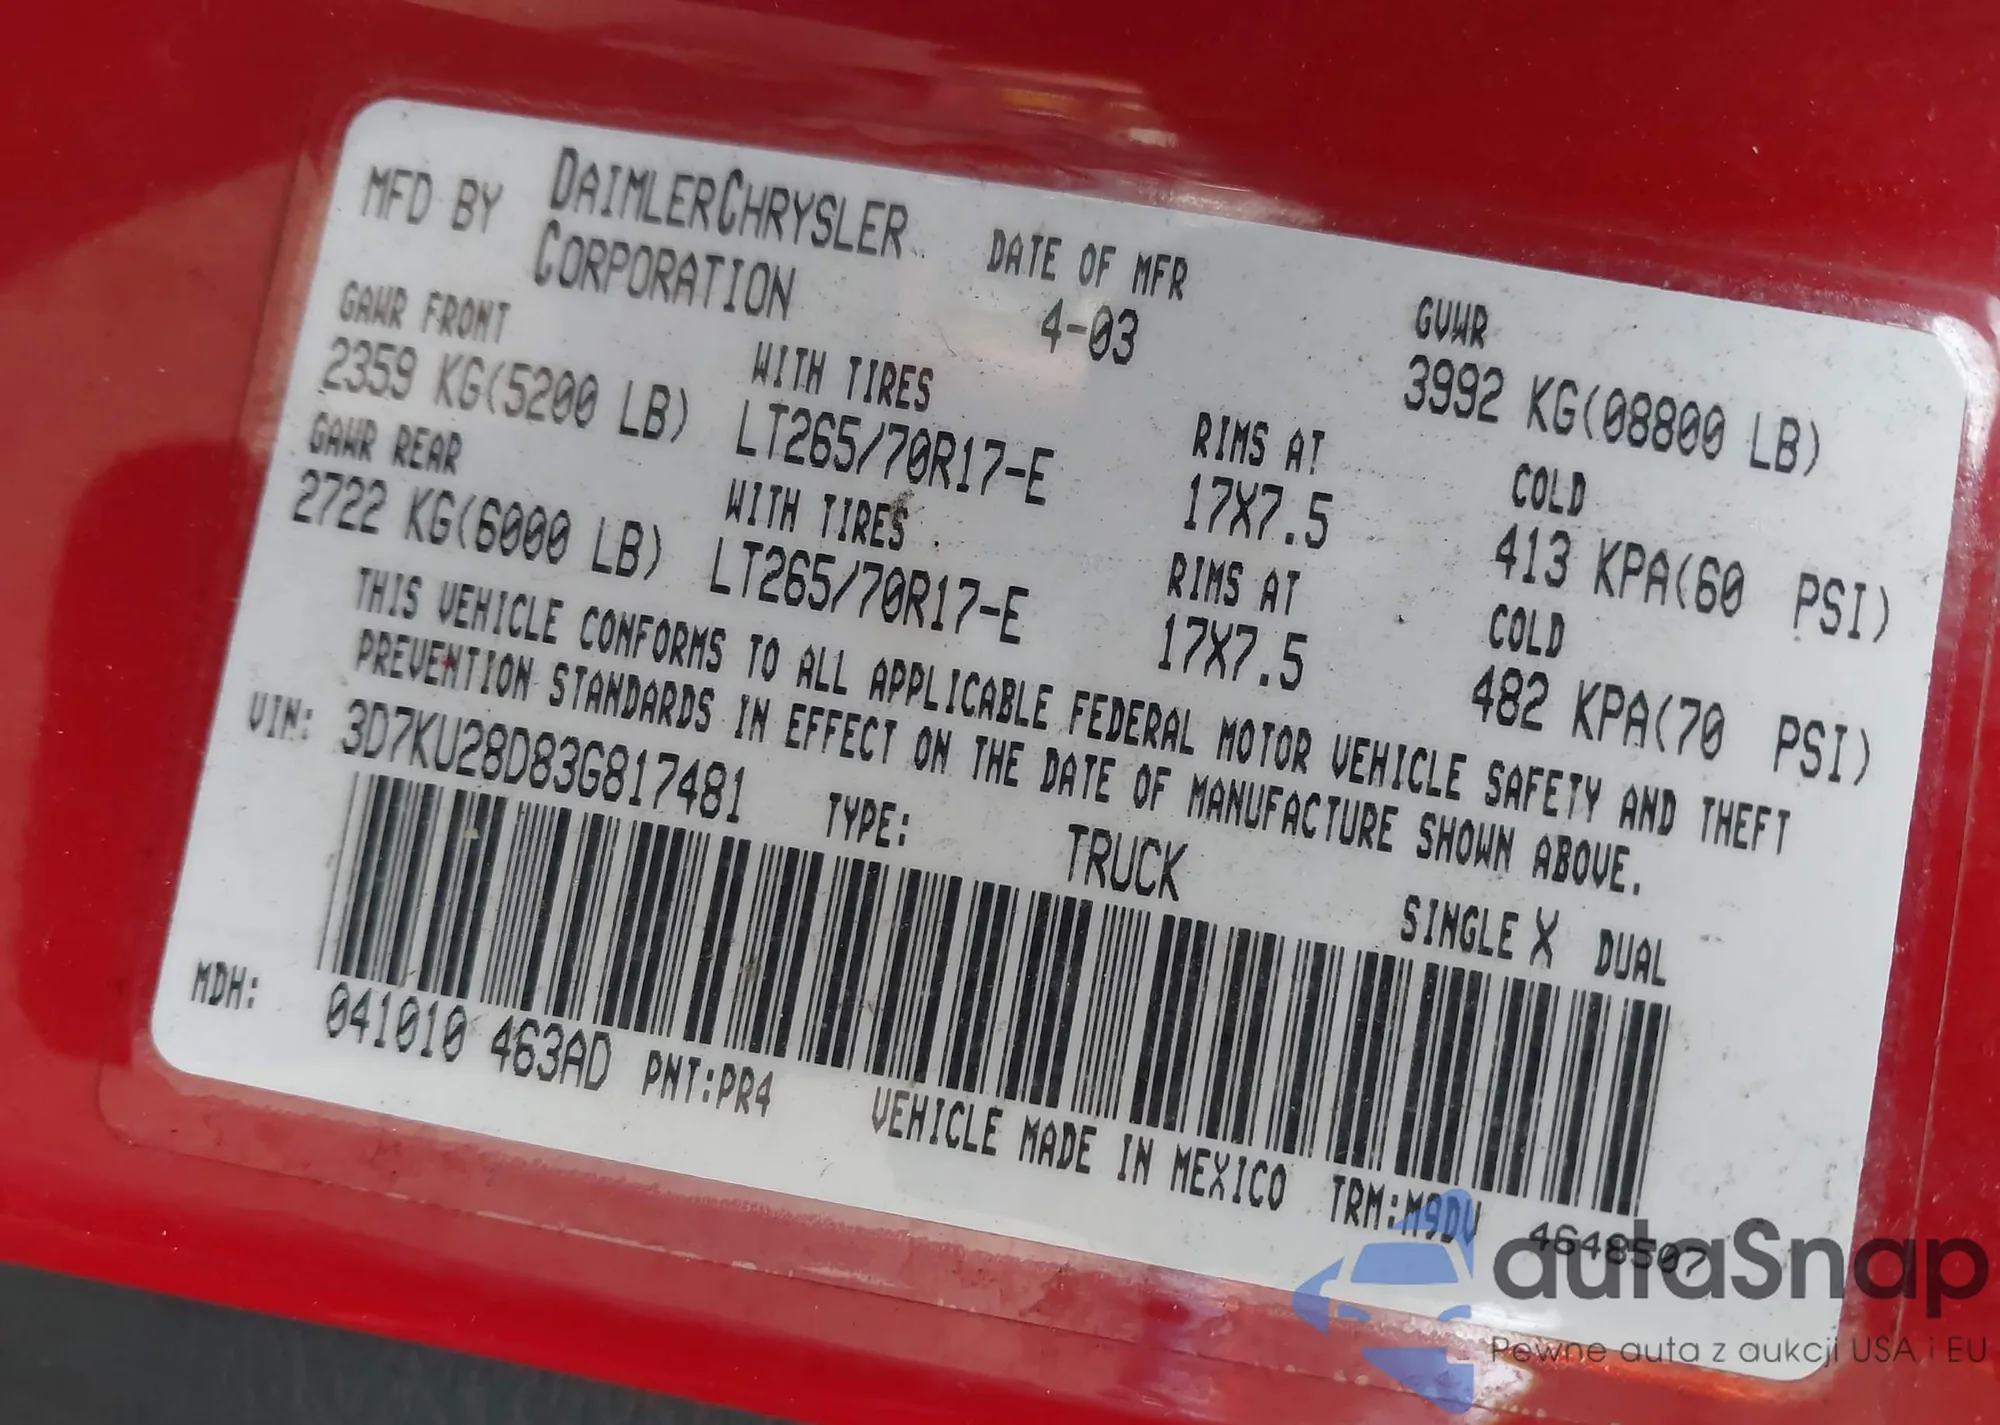 MFD BY DAIMLERCHRYSLER CORPORATION DATE OF MFR 4-03 GVWR 3992 KG(08800 LB)
GAWR FRONT WITH TIRES RIMS AT COLD
2359 KG(5200 LB) LT265/70R17-E 17X7.5 413 KPA(60 PSI)
GAWR REAR WITH TIRES RIMS AT COLD
2722 KG(6000 LB) LT265/70R17-E 17X7.5 482 KPA(70 PSI)
THIS VEHICLE CONFORMS TO ALL APPLICABLE FEDERAL MOTOR VEHICLE SAFETY AND THEFT
PREVENTION STANDARDS IN EFFECT ON THE DATE OF MANUFACTURE SHOWN ABOVE.
VIN: 3D7KU28D83G817481 TYPE: TRUCK SINGLE X DUAL
MDH: 041010 463AD PNT:PR4 VEHICLE MADE IN MEXICO TRM:M9DV 4648507
autaSnap
Pewne auta z aukcji USA i EU